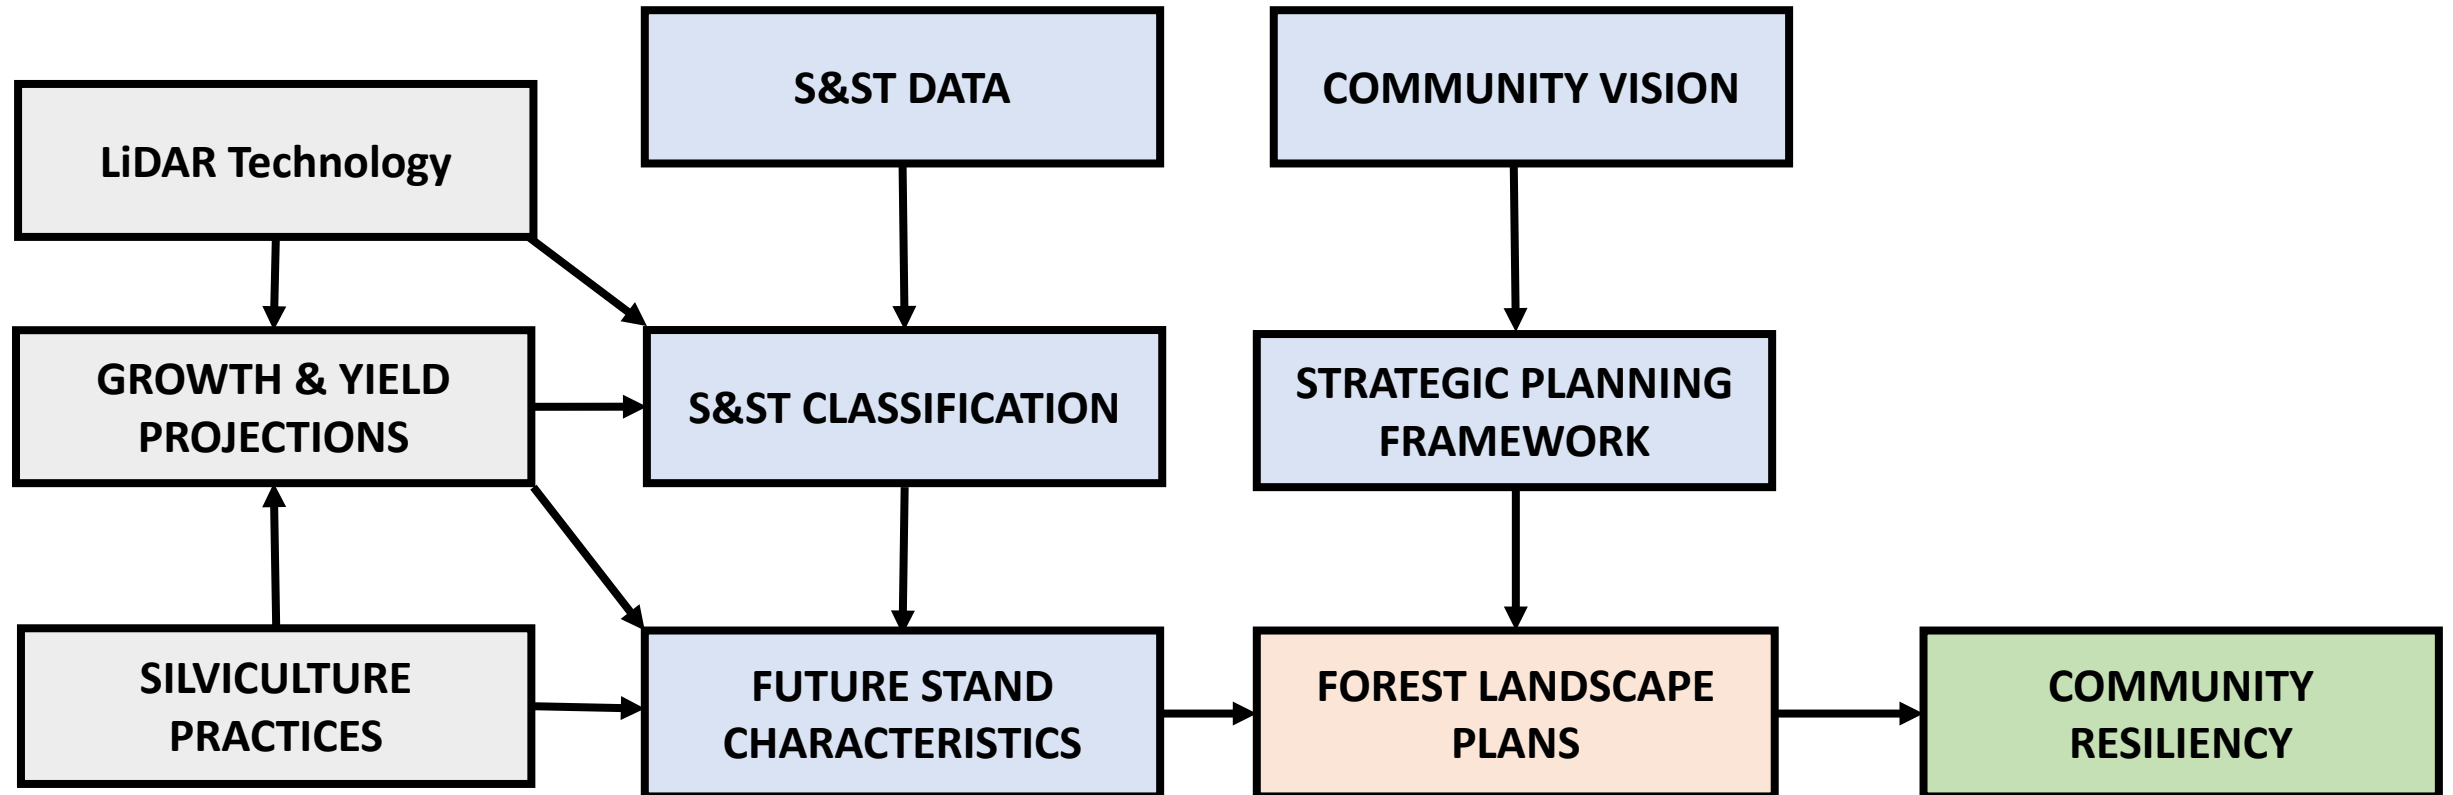 S&ST DATA
COMMUNITY VISION
LiDAR Technology
GROWTH & YIELD
PROJECTIONS
S&ST CLASSIFICATION
STRATEGIC PLANNING
FRAMEWORK
SILVICULTURE
PRACTICES
FUTURE STAND
CHARACTERISTICS
FOREST LANDSCAPE
PLANS
COMMUNITY
RESILIENCY